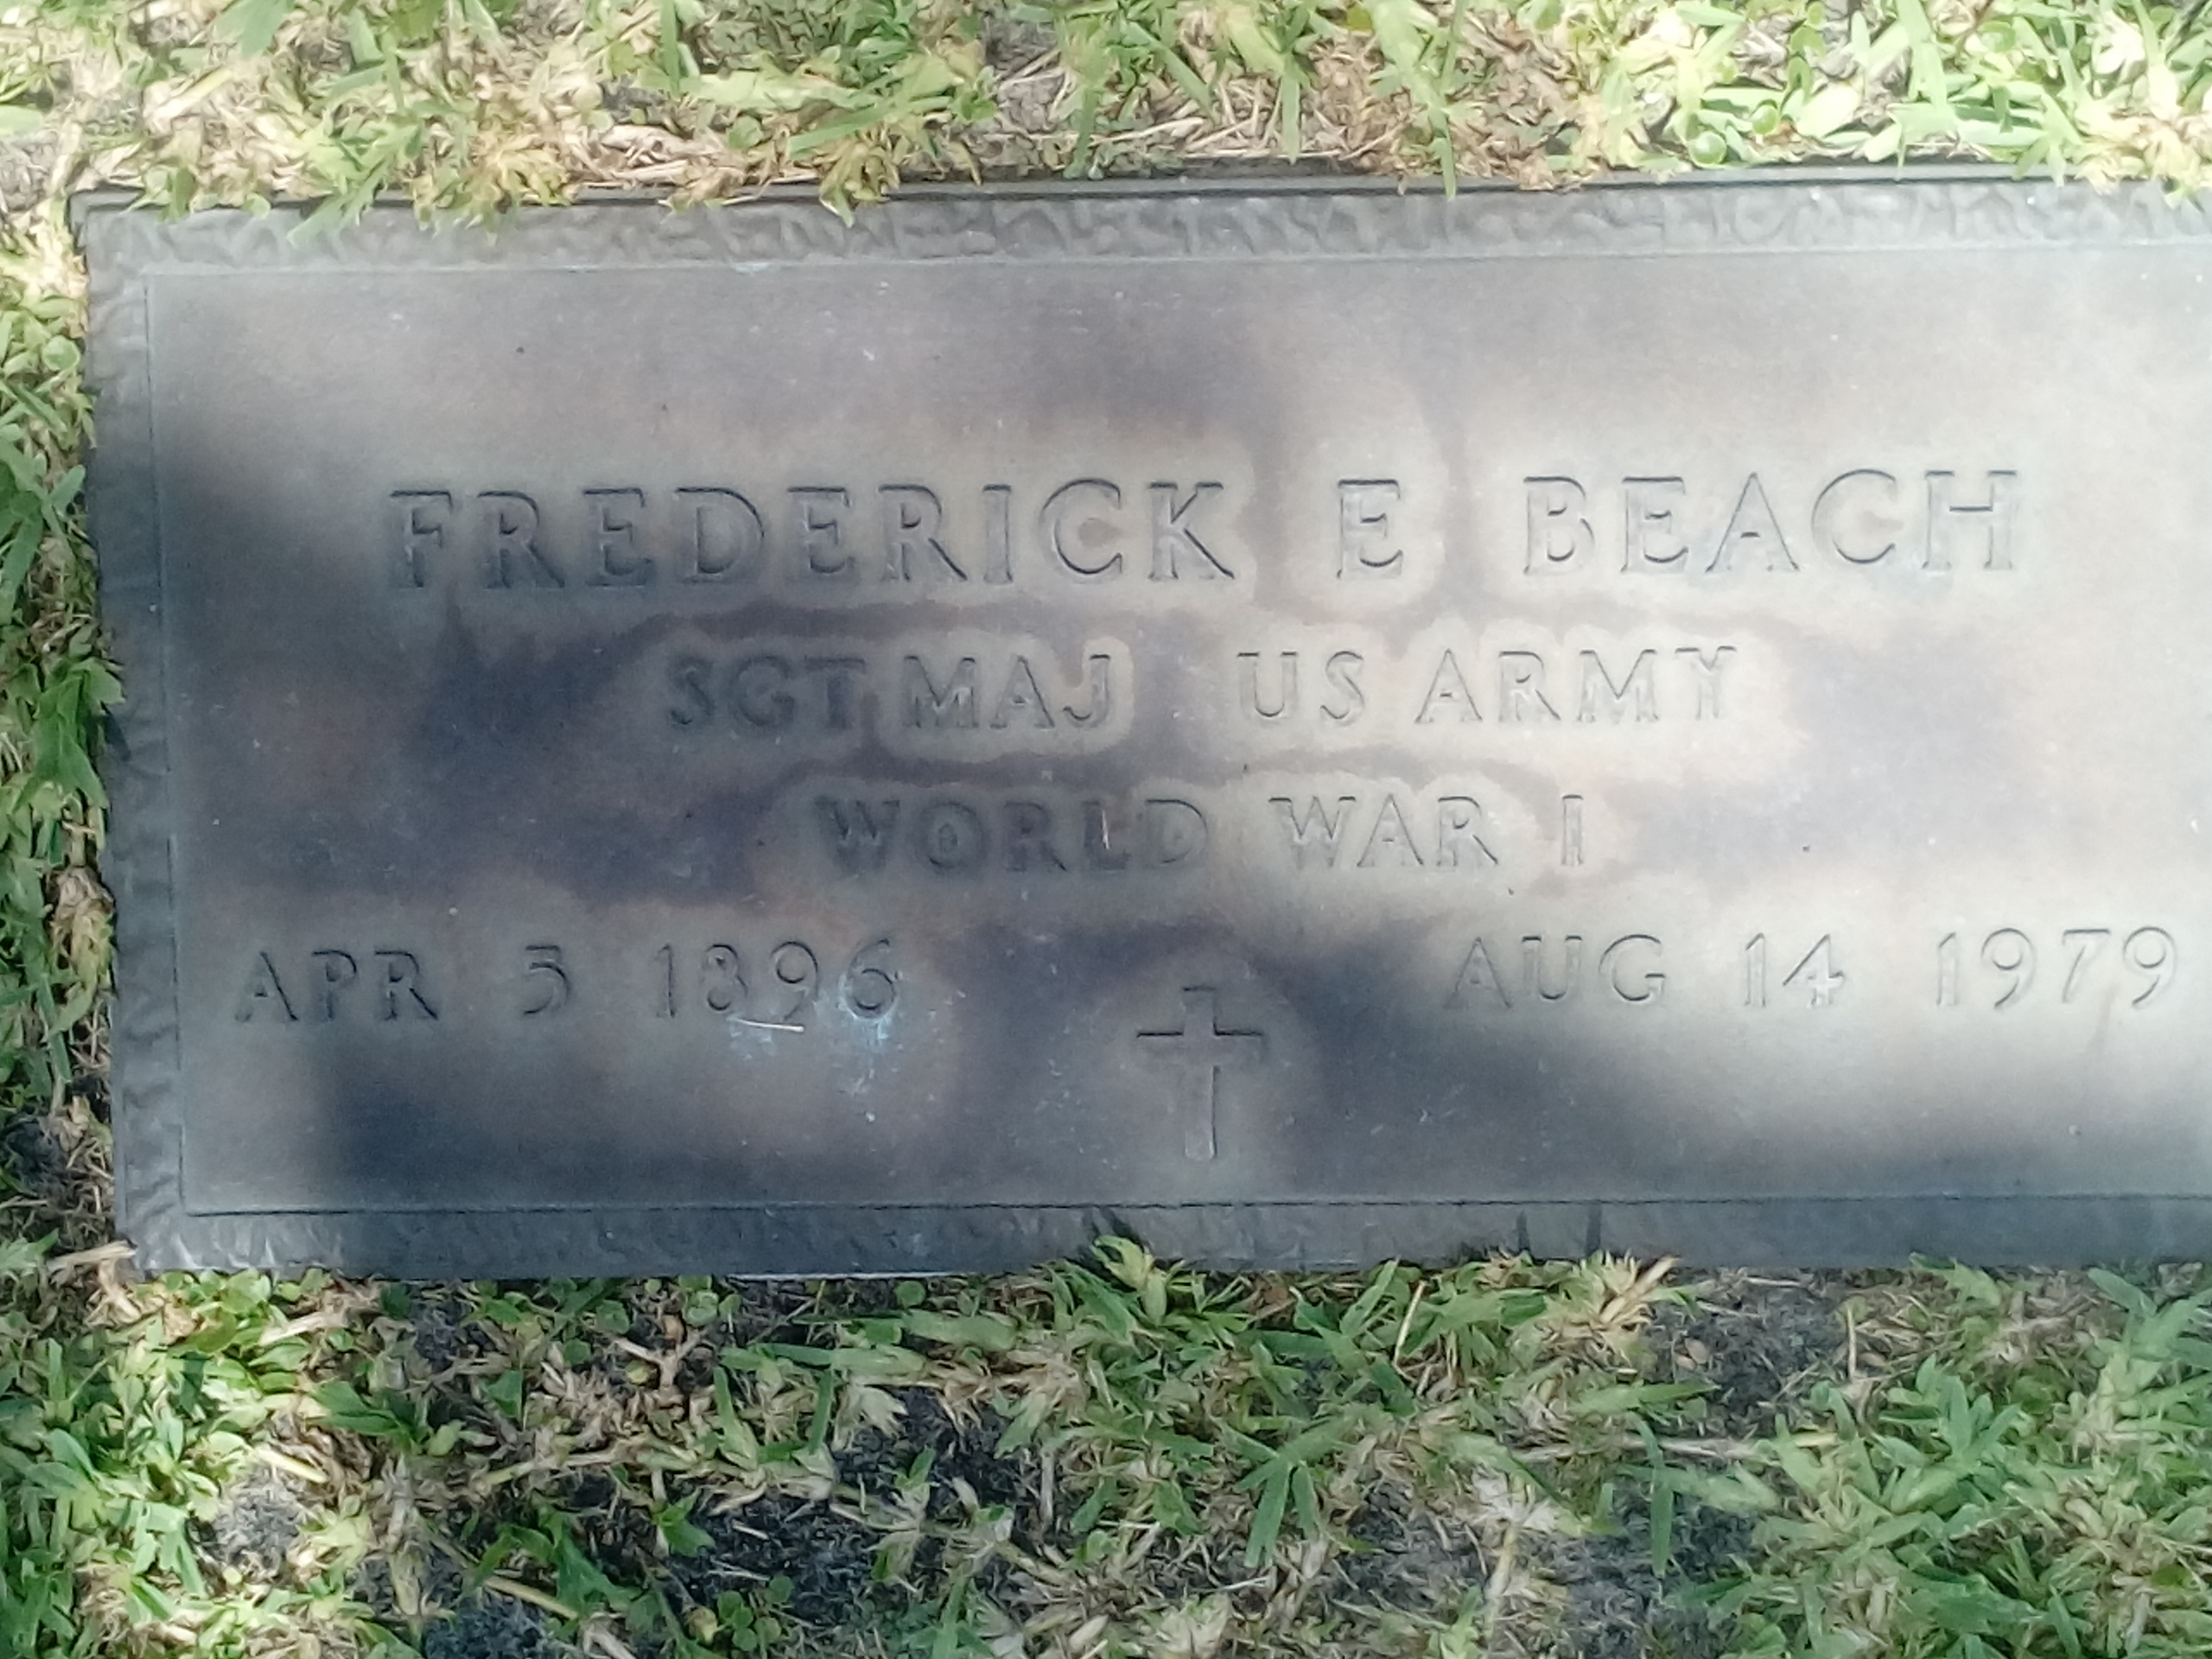 FREDERICK E BEACH
SGT MAJ US ARMY
WORLD WAR I
APR 5 1896 AUG 14 1979